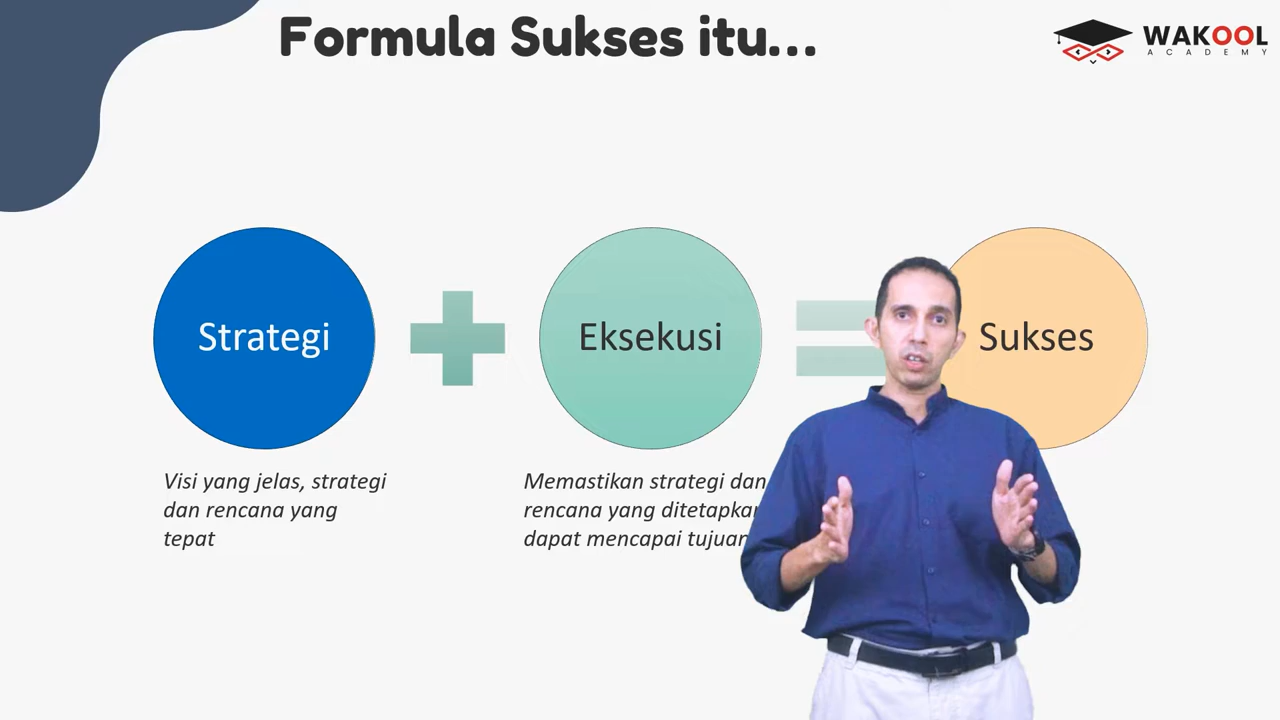 Formula Sukses itu...
WAKOOL
ACADEMY
Strategi
Eksekusi
Sukses
Visi yang jelas, strategi
dan rencana yang
tepat
Memastikan strategi dan
rencana yang ditetapkan
dapat mencapai tujuan